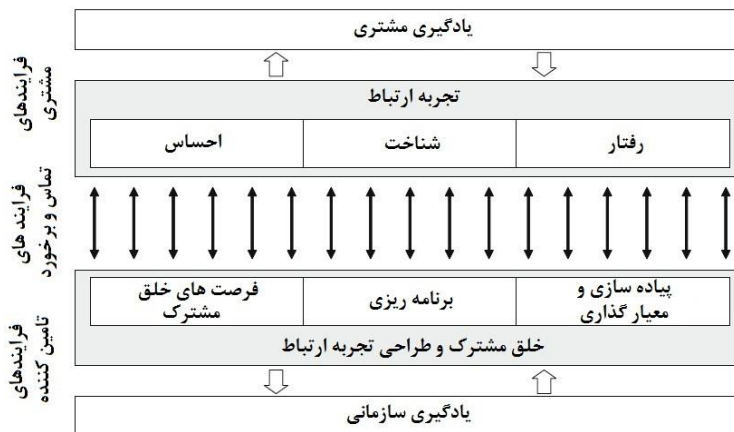 یادگیری مشتری
فرایندهای
مشتری
تجربه ارتباط
رفتار
شناخت
احساس
فرایند های
تماس و برخورد
پیاده سازی و
معیار گذاری
برنامه ریزی
فرصت های خلق
مشترک
خلق مشترک و طراحی تجربه ارتباط
فرایندهای
تامین کننده
یادگیری سازمانی